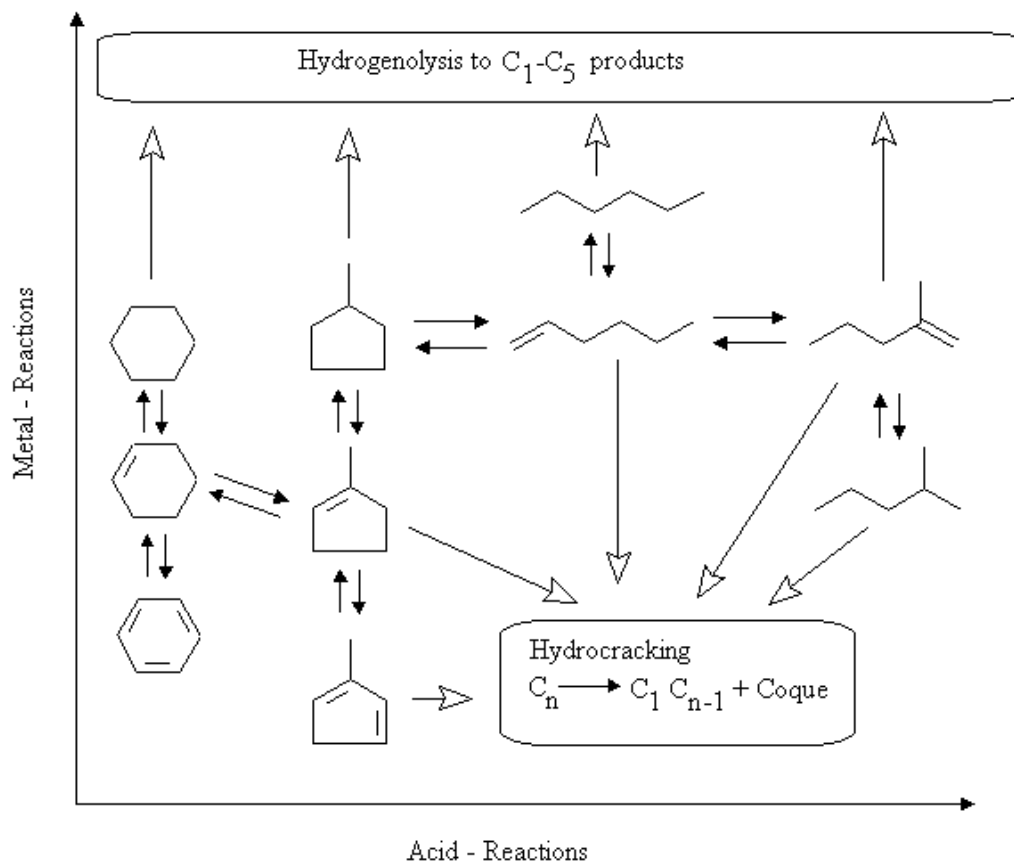 Hydrogenolysis to C₁-C₅ products
Metal - Reactions
Hydrocracking
Cₙ → C₁ Cₙ₋₁ + Coque
Acid - Reactions